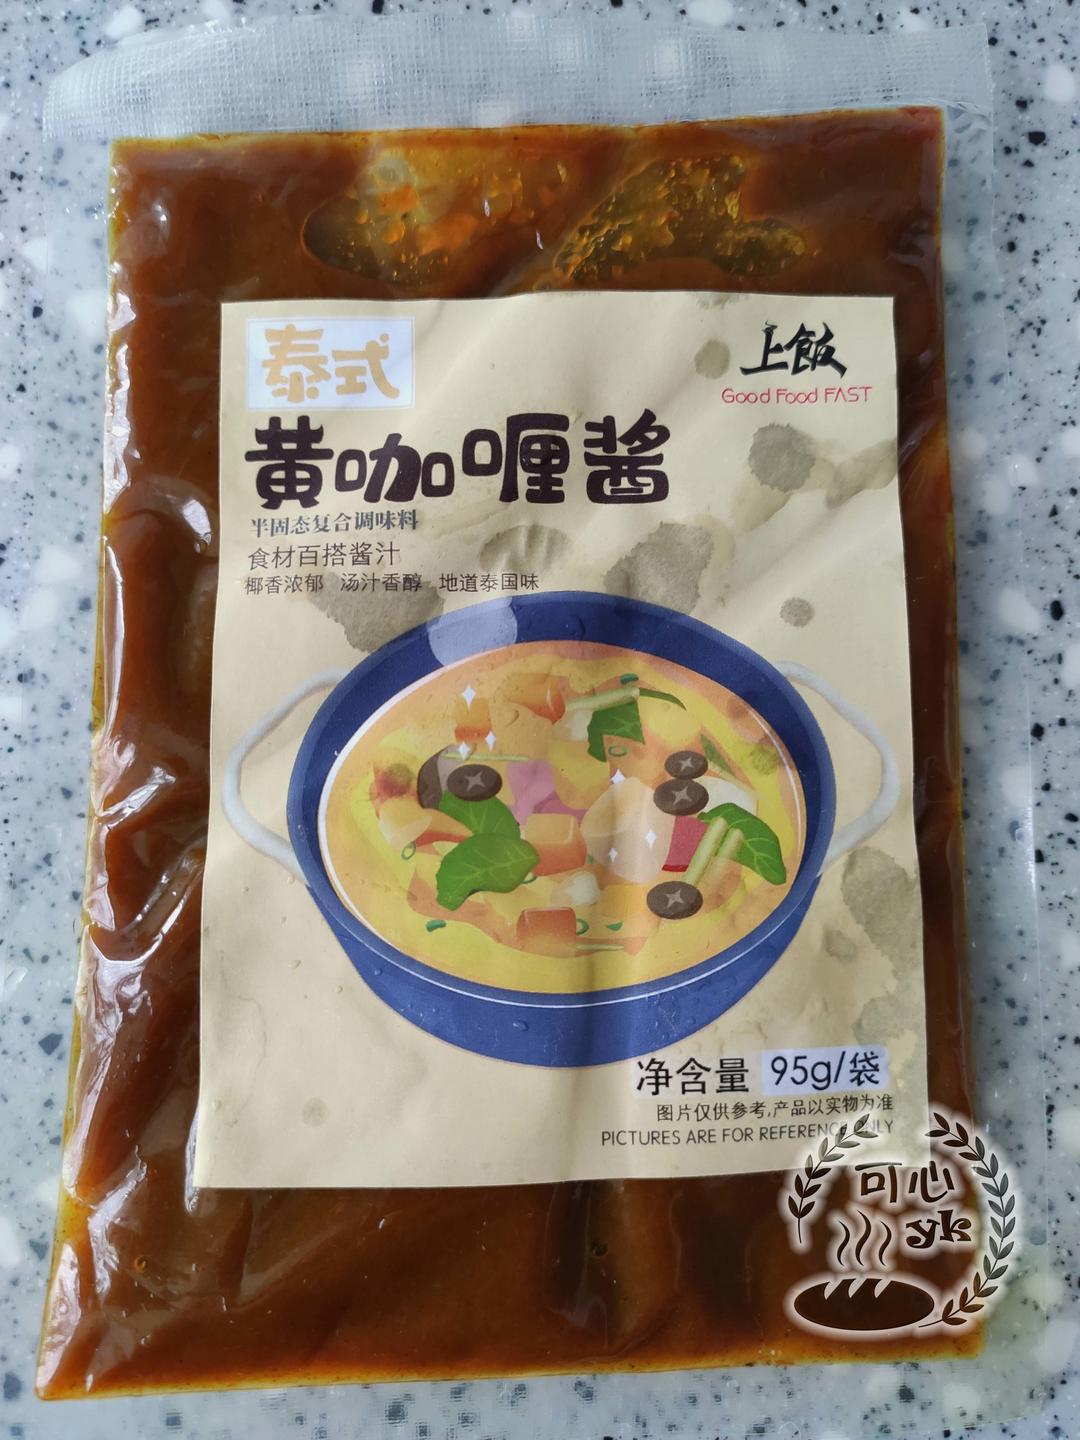 泰式
上飯
Good Food FAST
黄咖喱酱
半固态复合调味料
食材百搭酱汁
椰香浓郁 汤汁香醇 地道泰国味
净含量 95g/袋
图片仅供参考,产品以实物为准
PICTURES ARE FOR REFERENCE ONLY
可心
yk